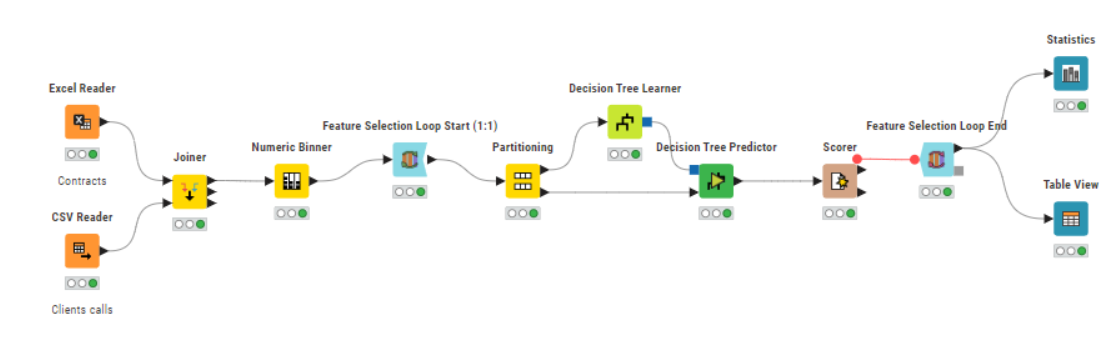 Statistics
Excel Reader
Decision Tree Learner
Feature Selection Loop Start (1:1)
Feature Selection Loop End
Joiner
Numeric Binner
Partitioning
Decision Tree Predictor
Scorer
Contracts
Table View
CSV Reader
Clients calls